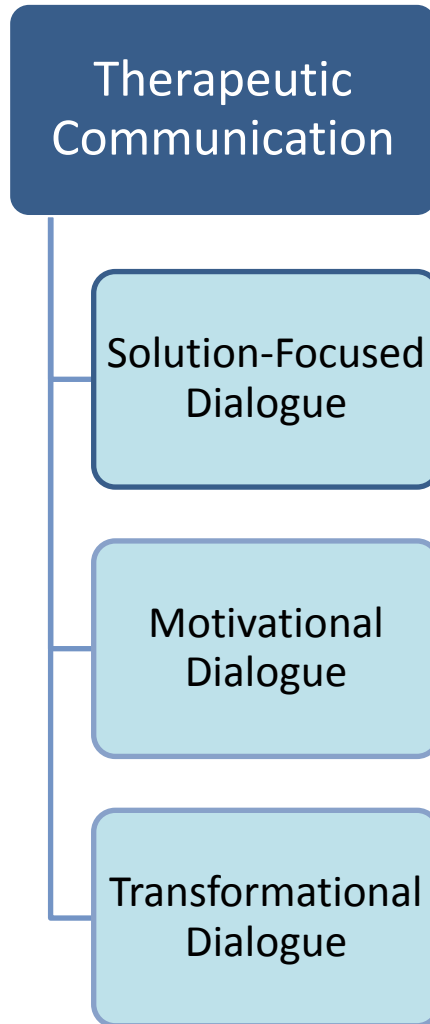 Therapeutic
Communication
Solution-Focused
Dialogue
Motivational
Dialogue
Transformational
Dialogue